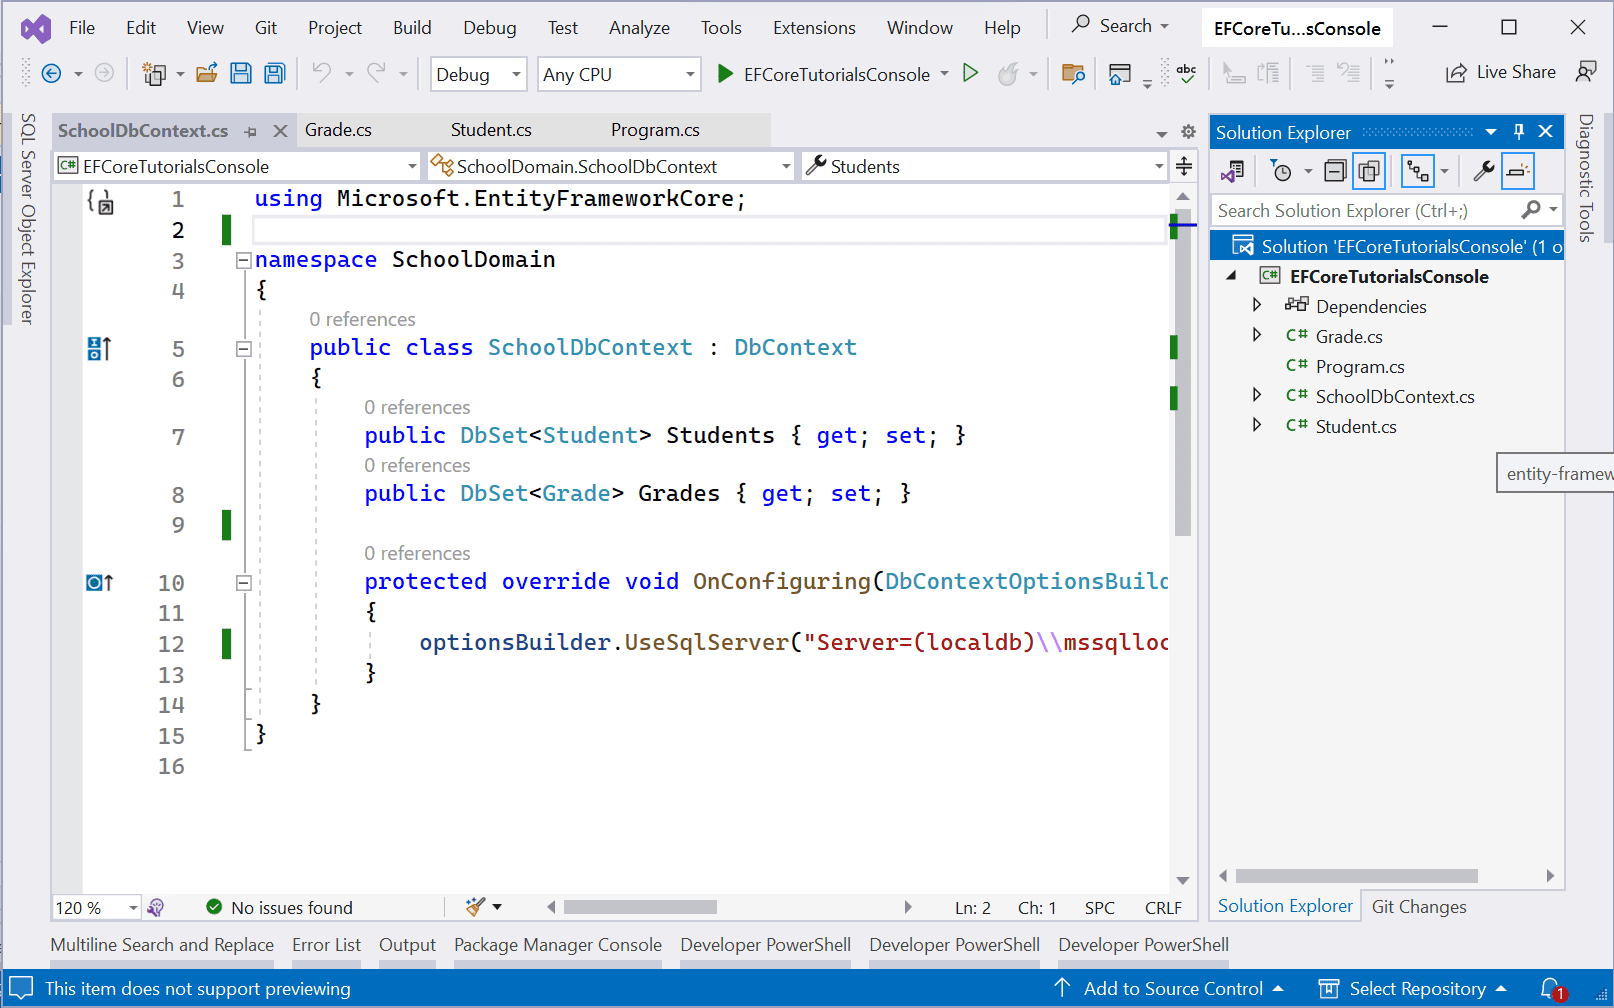 File Edit View Git Project Build Debug Test Analyze Tools Extensions Window Help Search EFCoreTu...sConsole
Debug Any CPU EFCoreTutorialsConsole abc Live Share
SQL Server Object Explorer
SchoolDbContext.cs Grade.cs Student.cs Program.cs
C# EFCoreTutorialsConsole SchoolDomain.SchoolDbContext Students
1 using Microsoft.EntityFrameworkCore;
2
3 namespace SchoolDomain
4 {
0 references
5 public class SchoolDbContext : DbContext
6 {
0 references
7 public DbSet<Student> Students { get; set; }
0 references
8 public DbSet<Grade> Grades { get; set; }
9
0 references
10 protected override void OnConfiguring(DbContextOptionsBuild
11 {
12 optionsBuilder.UseSqlServer("Server=(localdb)\\mssqlloc
13 }
14 }
15 }
16
120 % No issues found Ln: 2 Ch: 1 SPC CRLF
Solution Explorer
Search Solution Explorer (Ctrl+;)
Solution 'EFCoreTutorialsConsole' (1 o
C# EFCoreTutorialsConsole
Dependencies
C# Grade.cs
C# Program.cs
C# SchoolDbContext.cs
C# Student.cs
entity-framew
Solution Explorer Git Changes
Diagnostic Tools
Multiline Search and Replace Error List Output Package Manager Console Developer PowerShell Developer PowerShell Developer PowerShell
This item does not support previewing Add to Source Control Select Repository 1